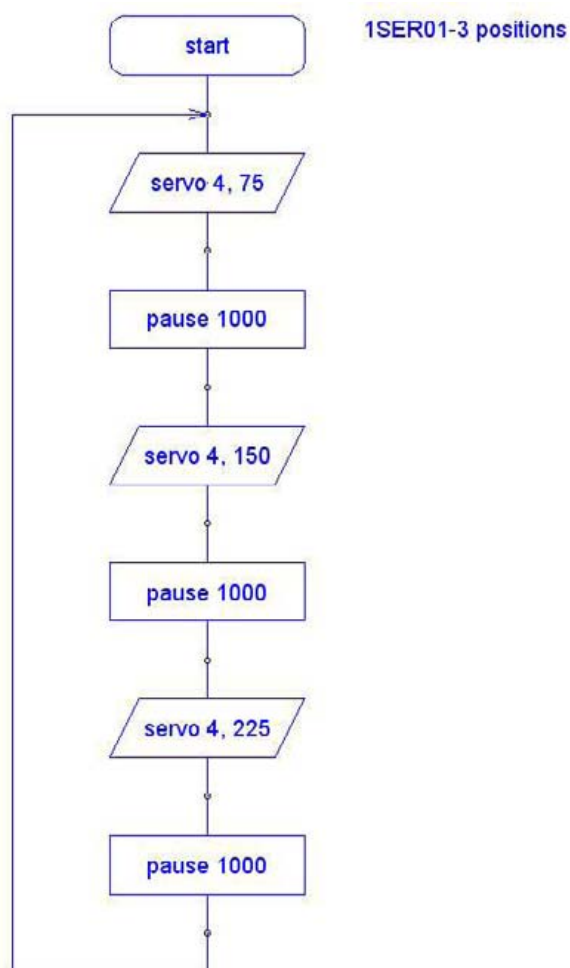 start
1SER01-3 positions
servo 4, 75
pause 1000
servo 4, 150
pause 1000
servo 4, 225
pause 1000